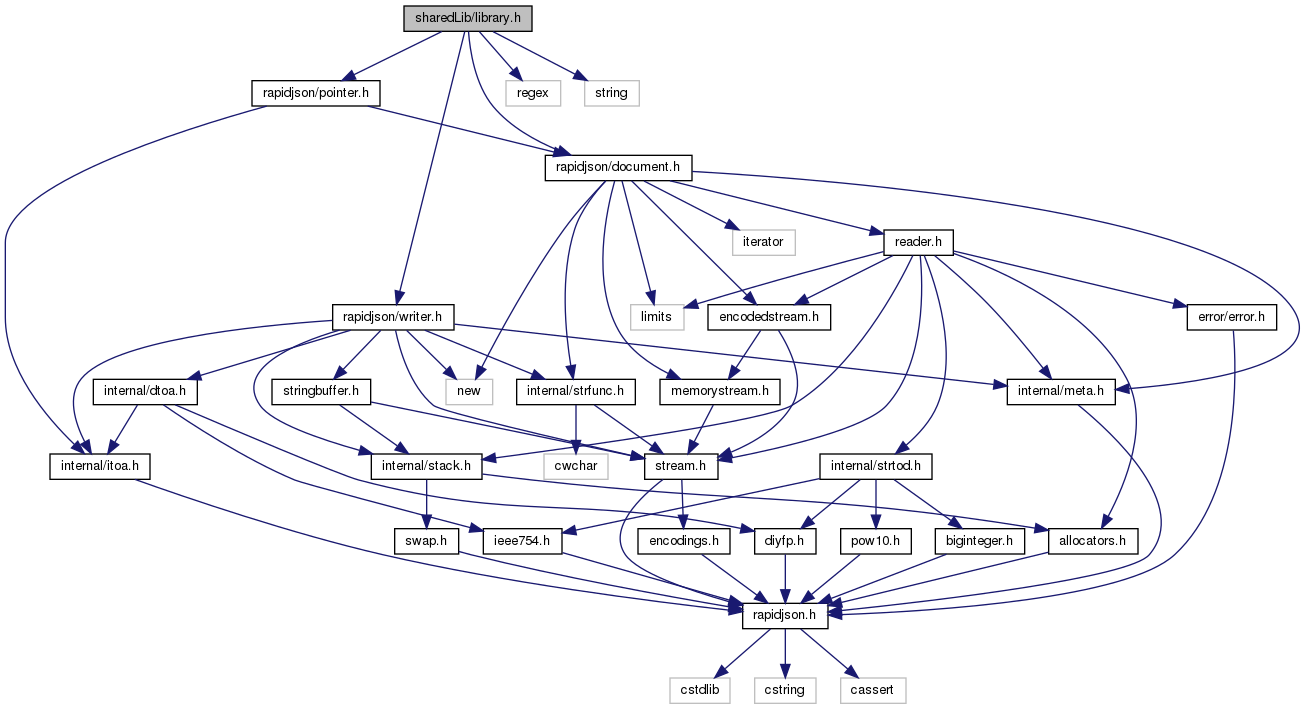 sharedLib/library.h
rapidjson/pointer.h
regex
string
rapidjson/document.h
iterator
reader.h
rapidjson/writer.h
limits
encodedstream.h
error/error.h
internal/dtoa.h
stringbuffer.h
new
internal/strfunc.h
memorystream.h
internal/meta.h
internal/itoa.h
internal/stack.h
cwchar
stream.h
internal/strtod.h
swap.h
ieee754.h
encodings.h
diyfp.h
pow10.h
biginteger.h
allocators.h
rapidjson.h
cstdlib
cstring
cassert